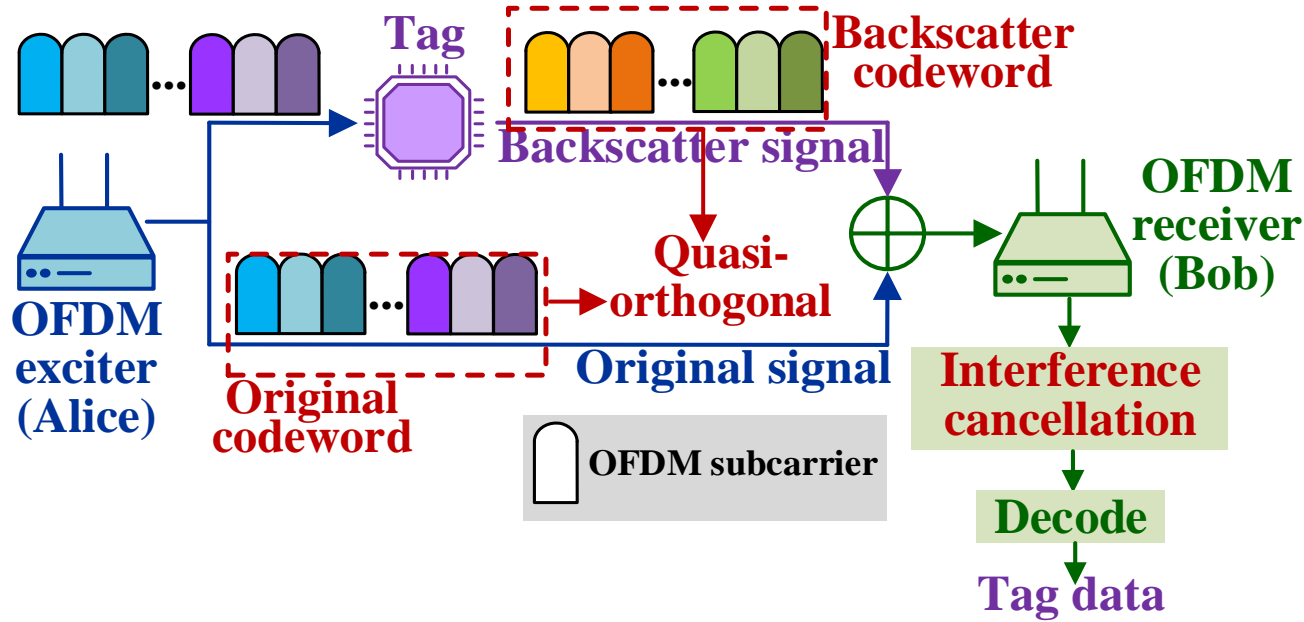 Tag
Backscatter
codeword
Backscatter signal
OFDM
receiver
(Bob)
Quasi-
orthogonal
OFDM
exciter
(Alice)
Original signal
Original
codeword
Interference
cancellation
OFDM subcarrier
Decode
Tag data